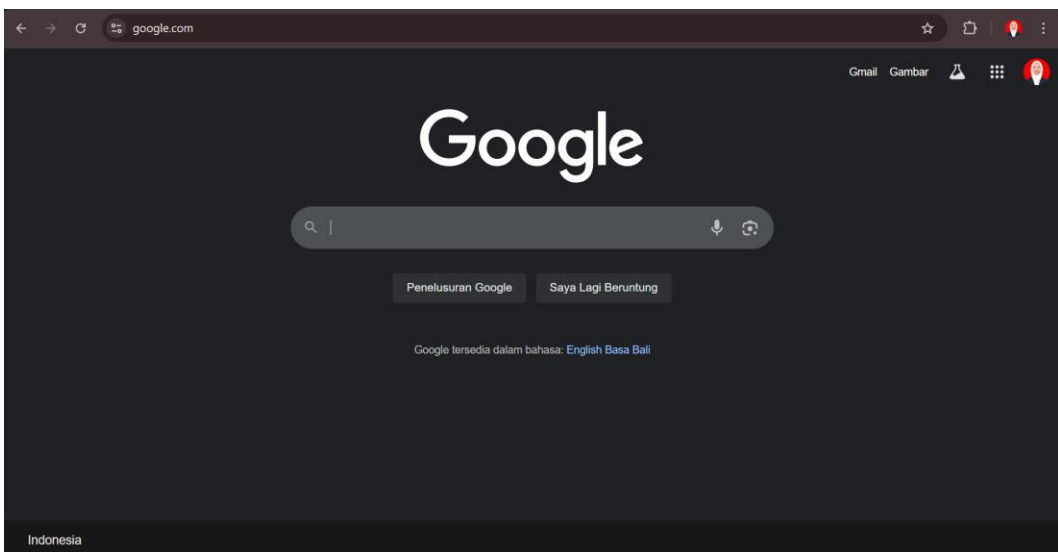 google.com
Gmail Gambar
Google
Penelusuran Google Saya Lagi Beruntung
Google tersedia dalam bahasa: English Basa Bali
Indonesia